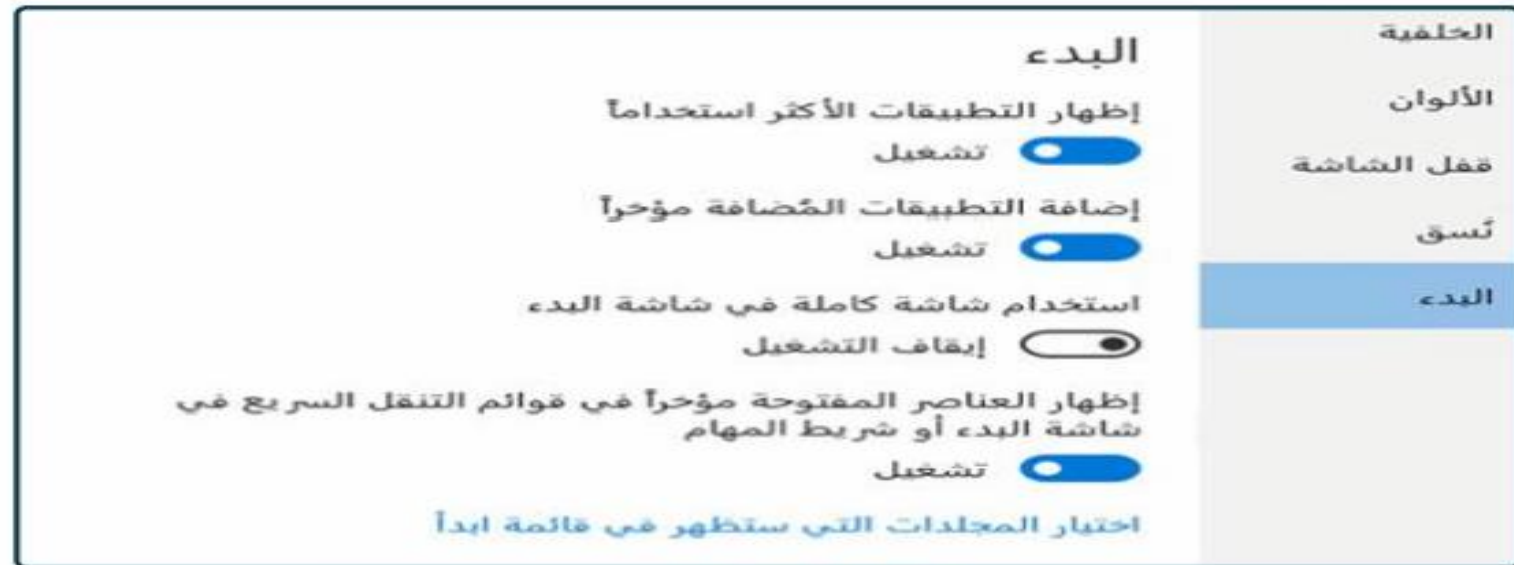 الخلفية
الألوان
قفل الشاشة
نُسق
البدء
البدء
إظهار التطبيقات الأكثر استخداماً
تشغيل
إضافة التطبيقات المُضافة مؤخراً
تشغيل
استخدام شاشة كاملة في شاشة البدء
إيقاف التشغيل
إظهار العناصر المفتوحة مؤخراً في قوائم التنقل السريع في
شاشة البدء أو شريط المهام
تشغيل
اختيار المجلدات التي ستظهر في قائمة ابدأ